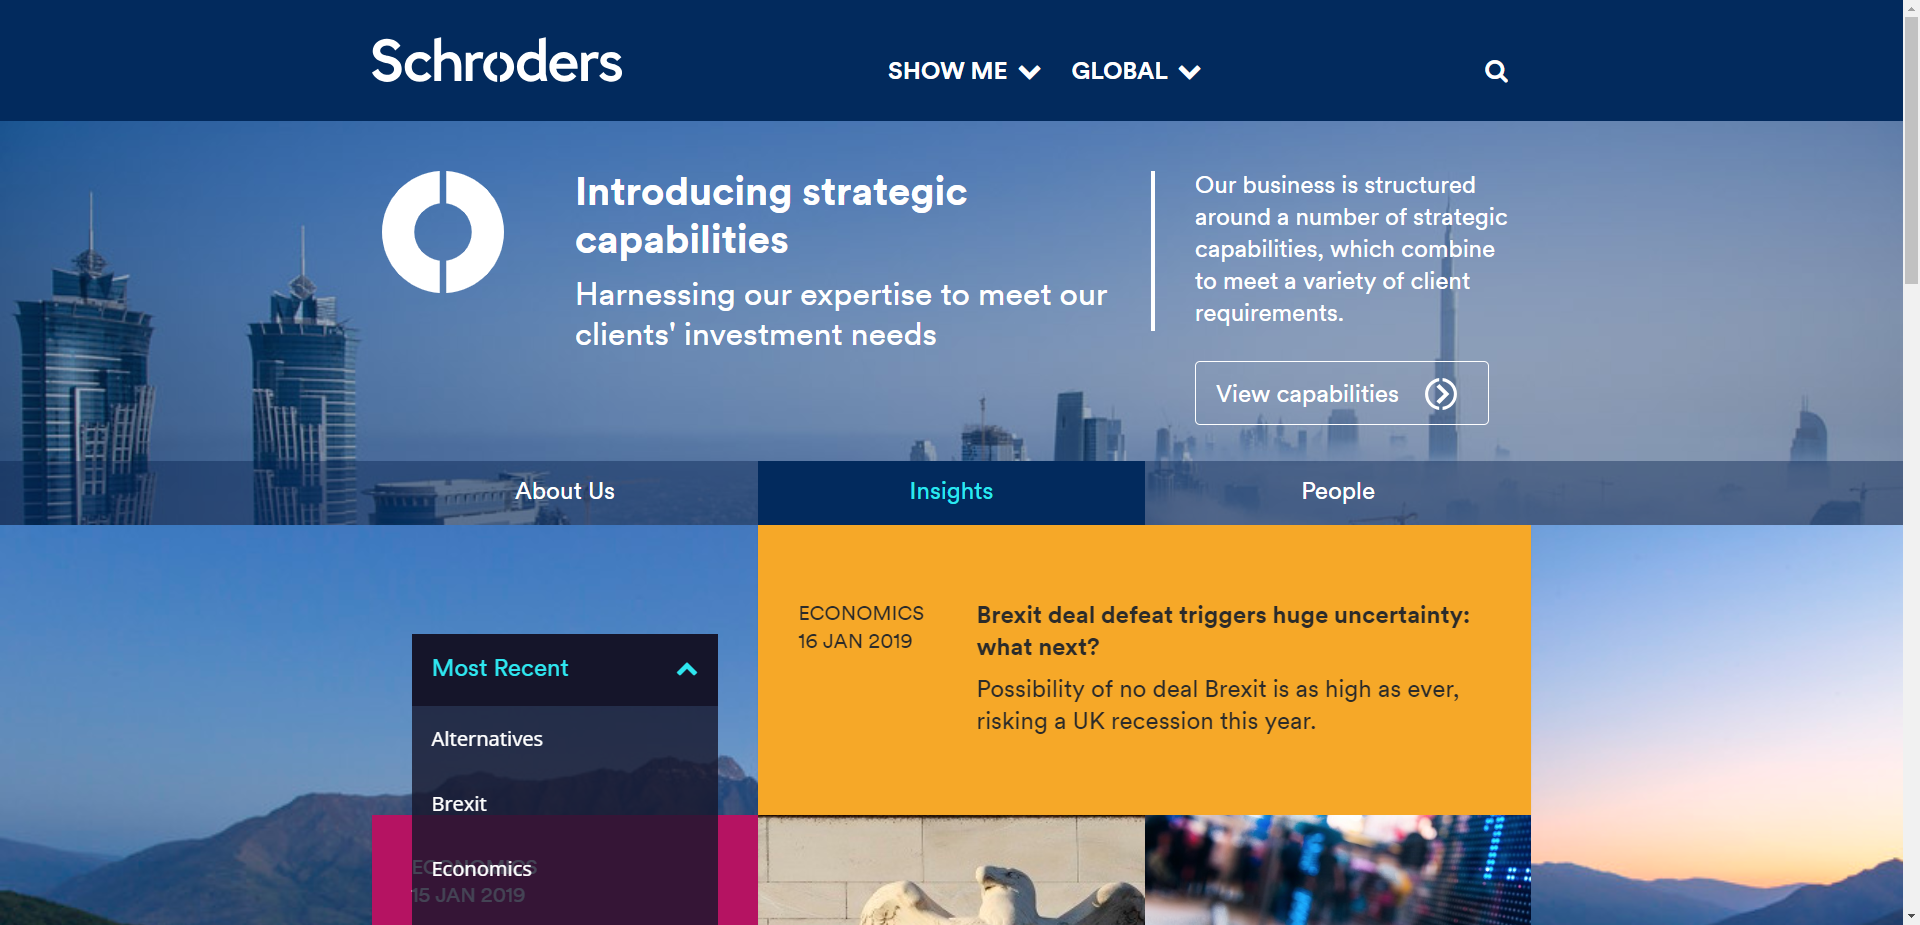 Schroders
SHOW ME
GLOBAL
Introducing strategic
capabilities
Harnessing our expertise to meet our
clients' investment needs
Our business is structured
around a number of strategic
capabilities, which combine
to meet a variety of client
requirements.
View capabilities
About Us
Insights
People
Most Recent
Alternatives
Brexit
Economics
ECONOMICS
15 JAN 2019
ECONOMICS
16 JAN 2019
Brexit deal defeat triggers huge uncertainty:
what next?
Possibility of no deal Brexit is as high as ever,
risking a UK recession this year.